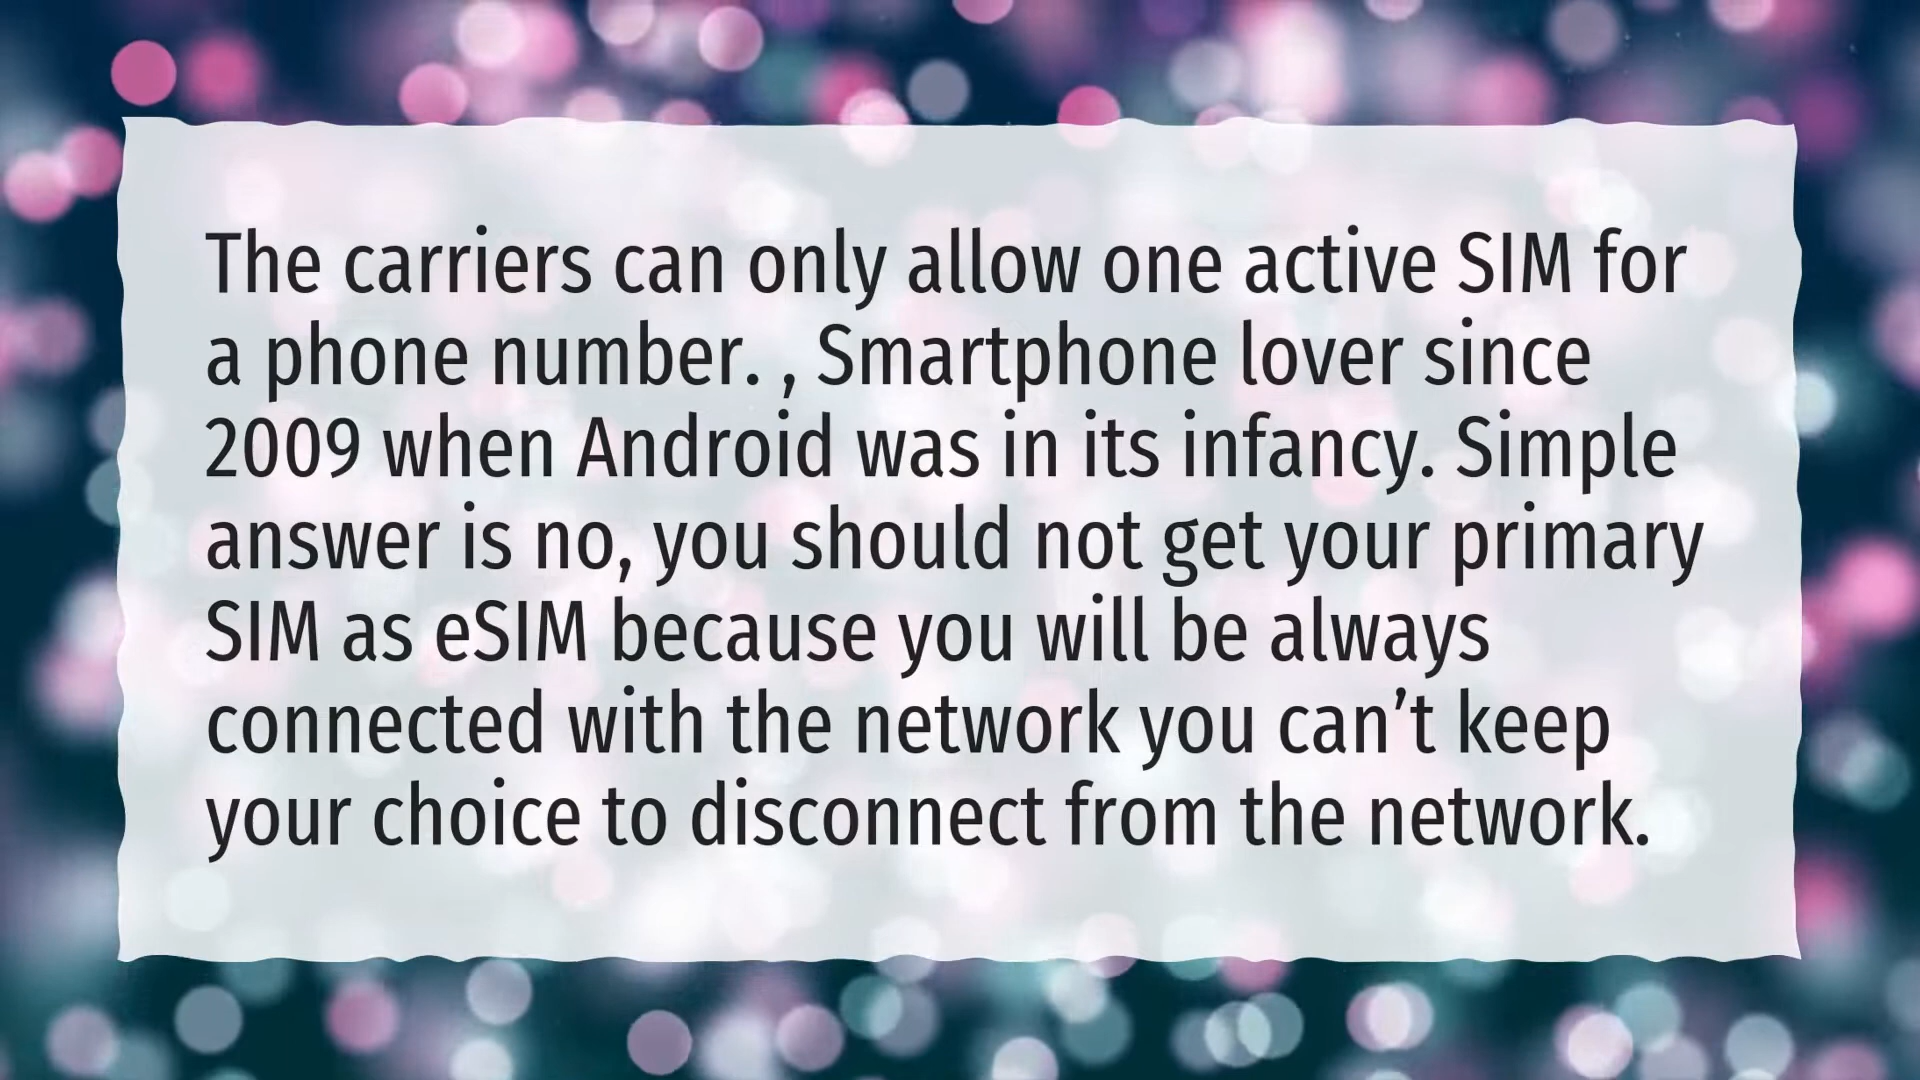 The carriers can only allow one active SIM for
a phone number. , Smartphone lover since
2009 when Android was in its infancy. Simple
answer is no, you should not get your primary
SIM as eSIM because you will be always
connected with the network you can’t keep
your choice to disconnect from the network.